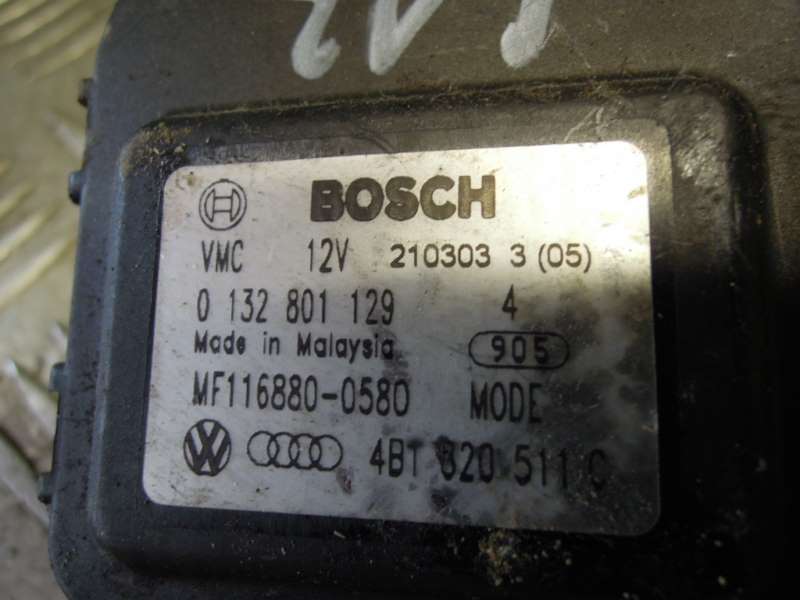 BOSCH
VMC 12V 210303 3 (05)
0 132 801 129 4
Made in Malaysia 905
MF116880-0580 MODE
4B1 820 511 C